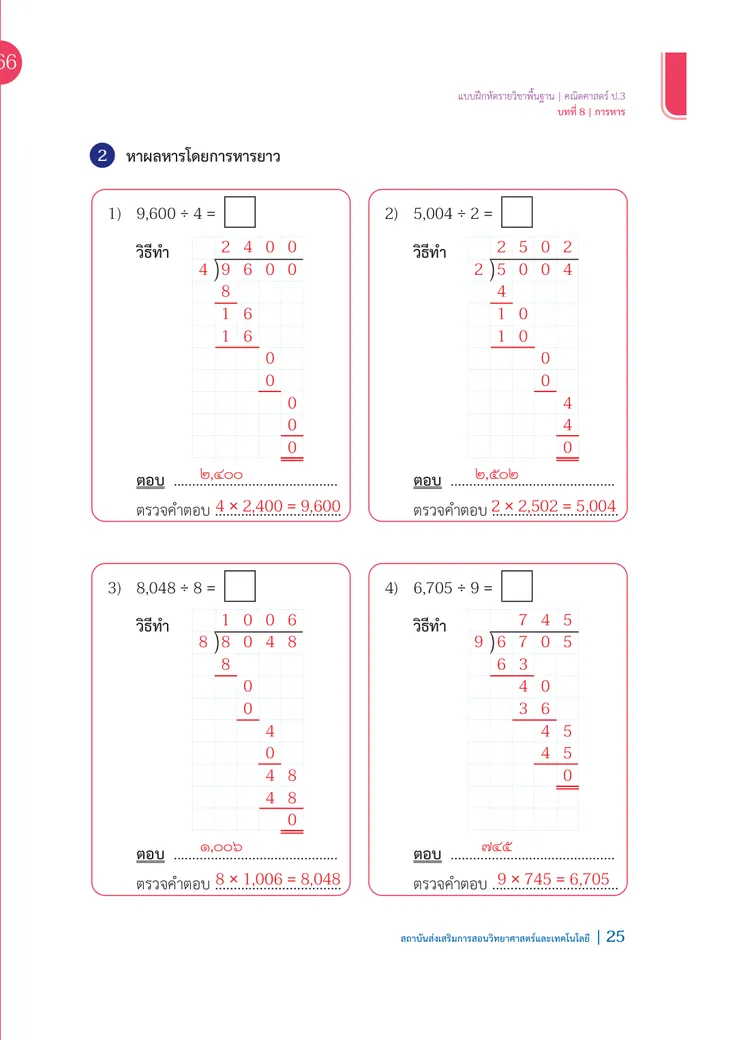 66
แบบฝึกหัดรายวิชาพื้นฐาน | คณิตศาสตร์ ป.3
บทที่ 8 | การหาร
2 หาผลหารโดยการหารยาว
1) 9,600 ÷ 4 =
วิธีทำ 2 4 0 0
4 ) 9 6 0 0
8
1 6
1 6
0
0
0
0
0
ตอบ ๒,๔๐๐
ตรวจคำตอบ 4 × 2,400 = 9,600
2) 5,004 ÷ 2 =
วิธีทำ 2 5 0 2
2 ) 5 0 0 4
4
1 0
1 0
0
0
4
4
0
ตอบ ๒,๕๐๒
ตรวจคำตอบ 2 × 2,502 = 5,004
3) 8,048 ÷ 8 =
วิธีทำ 1 0 0 6
8 ) 8 0 4 8
8
0
0
4
0
4 8
4 8
0
ตอบ ๑,๐๐๖
ตรวจคำตอบ 8 × 1,006 = 8,048
4) 6,705 ÷ 9 =
วิธีทำ 7 4 5
9 ) 6 7 0 5
6 3
4 0
3 6
4 5
4 5
0
ตอบ ๗๔๕
ตรวจคำตอบ 9 × 745 = 6,705
สถาบันส่งเสริมการสอนวิทยาศาสตร์และเทคโนโลยี | 25